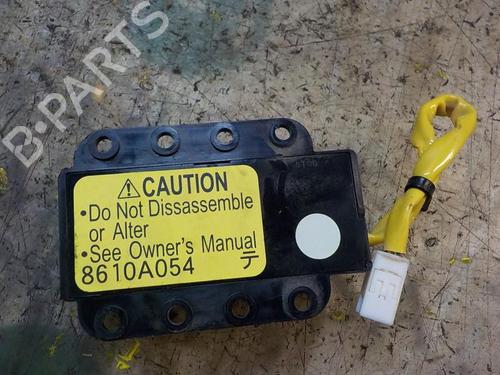 B-PARTS
CAUTION
•Do Not Dissassemble
or Alter
•See Owner's Manual
8610A054 テ